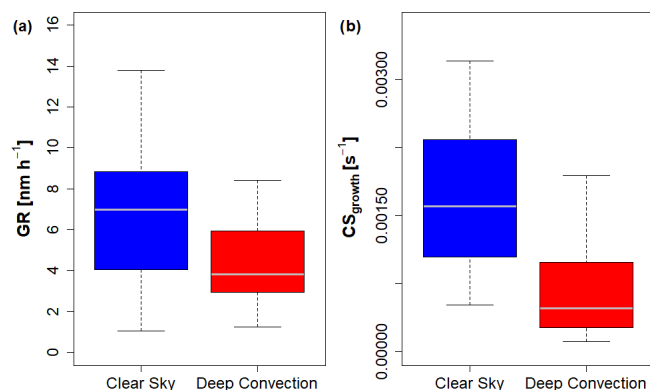 (a)
GR [nm h⁻¹]
16
14
12
10
8
6
4
2
0
Clear Sky
Deep Convection
(b)
CSgrowth [s⁻¹]
0.00300
0.00150
0.00000
Clear Sky
Deep Convection